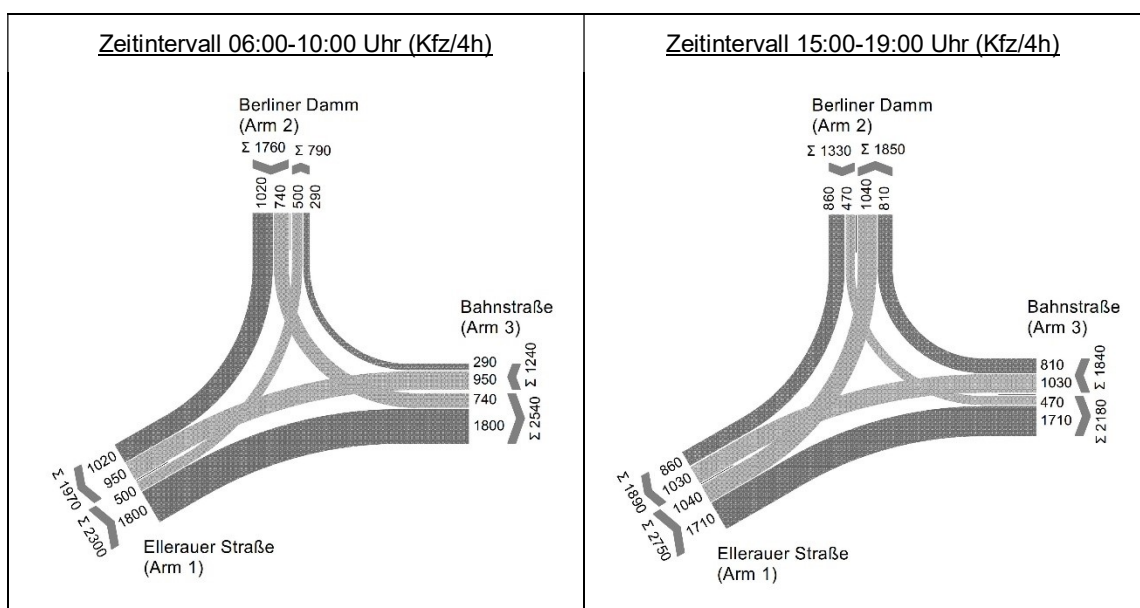 Zeitintervall 06:00-10:00 Uhr (Kfz/4h)
Berliner Damm
(Arm 2)
Σ 1760 Σ 790
1020
740
500
290
Bahnstraße
(Arm 3)
290
950
740
1800
Σ 1240
Σ 2540
1020
950
500
1800
Σ 1970
Σ 2300
Ellerauer Straße
(Arm 1)
Zeitintervall 15:00-19:00 Uhr (Kfz/4h)
Berliner Damm
(Arm 2)
Σ 1330 Σ 1850
860
470
1040
810
Bahnstraße
(Arm 3)
810
1030
470
1710
Σ 1840
Σ 2180
860
1030
1040
1710
Σ 1890
Σ 2750
Ellerauer Straße
(Arm 1)